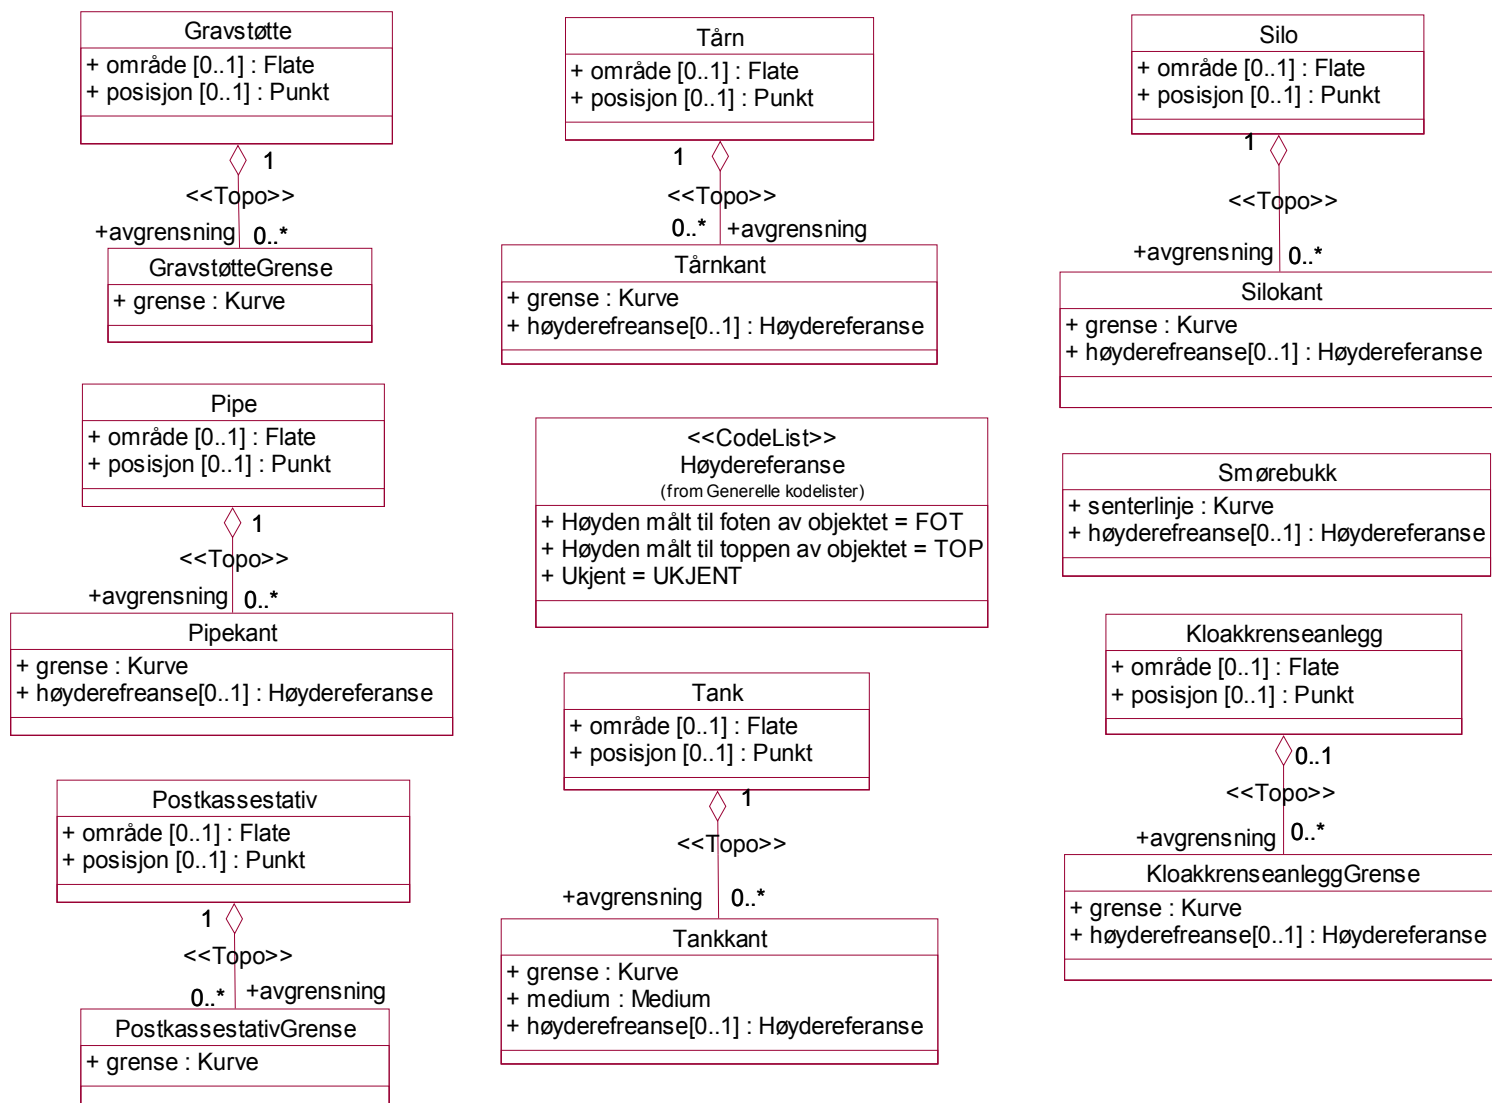 Gravstøtte
+ område [0..1] : Flate
+ posisjon [0..1] : Punkt
1
<<Topo>>
+avgrensning 0..*
GravstøtteGrense
+ grense : Kurve
Pipe
+ område [0..1] : Flate
+ posisjon [0..1] : Punkt
1
<<Topo>>
+avgrensning 0..*
Pipekant
+ grense : Kurve
+ høyderefreanse[0..1] : Høydereferanse
Postkassestativ
+ område [0..1] : Flate
+ posisjon [0..1] : Punkt
1
<<Topo>>
0..* +avgrensning
PostkassestativGrense
+ grense : Kurve
Tårn
+ område [0..1] : Flate
+ posisjon [0..1] : Punkt
1
<<Topo>>
0..* +avgrensning
Tårnkant
+ grense : Kurve
+ høyderefreanse[0..1] : Høydereferanse
<<CodeList>>
Høydereferanse
(from Generelle kodelister)
+ Høyden målt til foten av objektet = FOT
+ Høyden målt til toppen av objektet = TOP
+ Ukjent = UKJENT
Tank
+ område [0..1] : Flate
+ posisjon [0..1] : Punkt
1
<<Topo>>
+avgrensning 0..*
Tankkant
+ grense : Kurve
+ medium : Medium
+ høyderefreanse[0..1] : Høydereferanse
Silo
+ område [0..1] : Flate
+ posisjon [0..1] : Punkt
1
<<Topo>>
+avgrensning 0..*
Silokant
+ grense : Kurve
+ høyderefreanse[0..1] : Høydereferanse
Smørebukk
+ senterlinje : Kurve
+ høyderefreanse[0..1] : Høydereferanse
Kloakkrenseanlegg
+ område [0..1] : Flate
+ posisjon [0..1] : Punkt
0..1
<<Topo>>
+avgrensning 0..*
KloakkrenseanleggGrense
+ grense : Kurve
+ høyderefreanse[0..1] : Høydereferanse